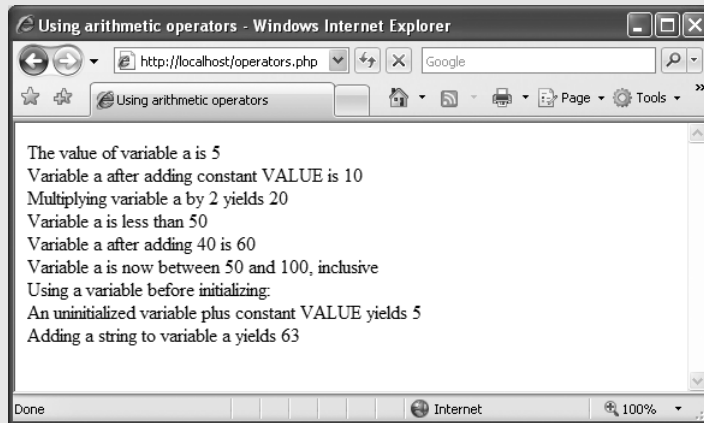 Using arithmetic operators - Windows Internet Explorer
http://localhost/operators.php
Google
Using arithmetic operators
Page
Tools
The value of variable a is 5
Variable a after adding constant VALUE is 10
Multiplying variable a by 2 yields 20
Variable a is less than 50
Variable a after adding 40 is 60
Variable a is now between 50 and 100, inclusive
Using a variable before initializing:
An uninitialized variable plus constant VALUE yields 5
Adding a string to variable a yields 63
Done
Internet
100%